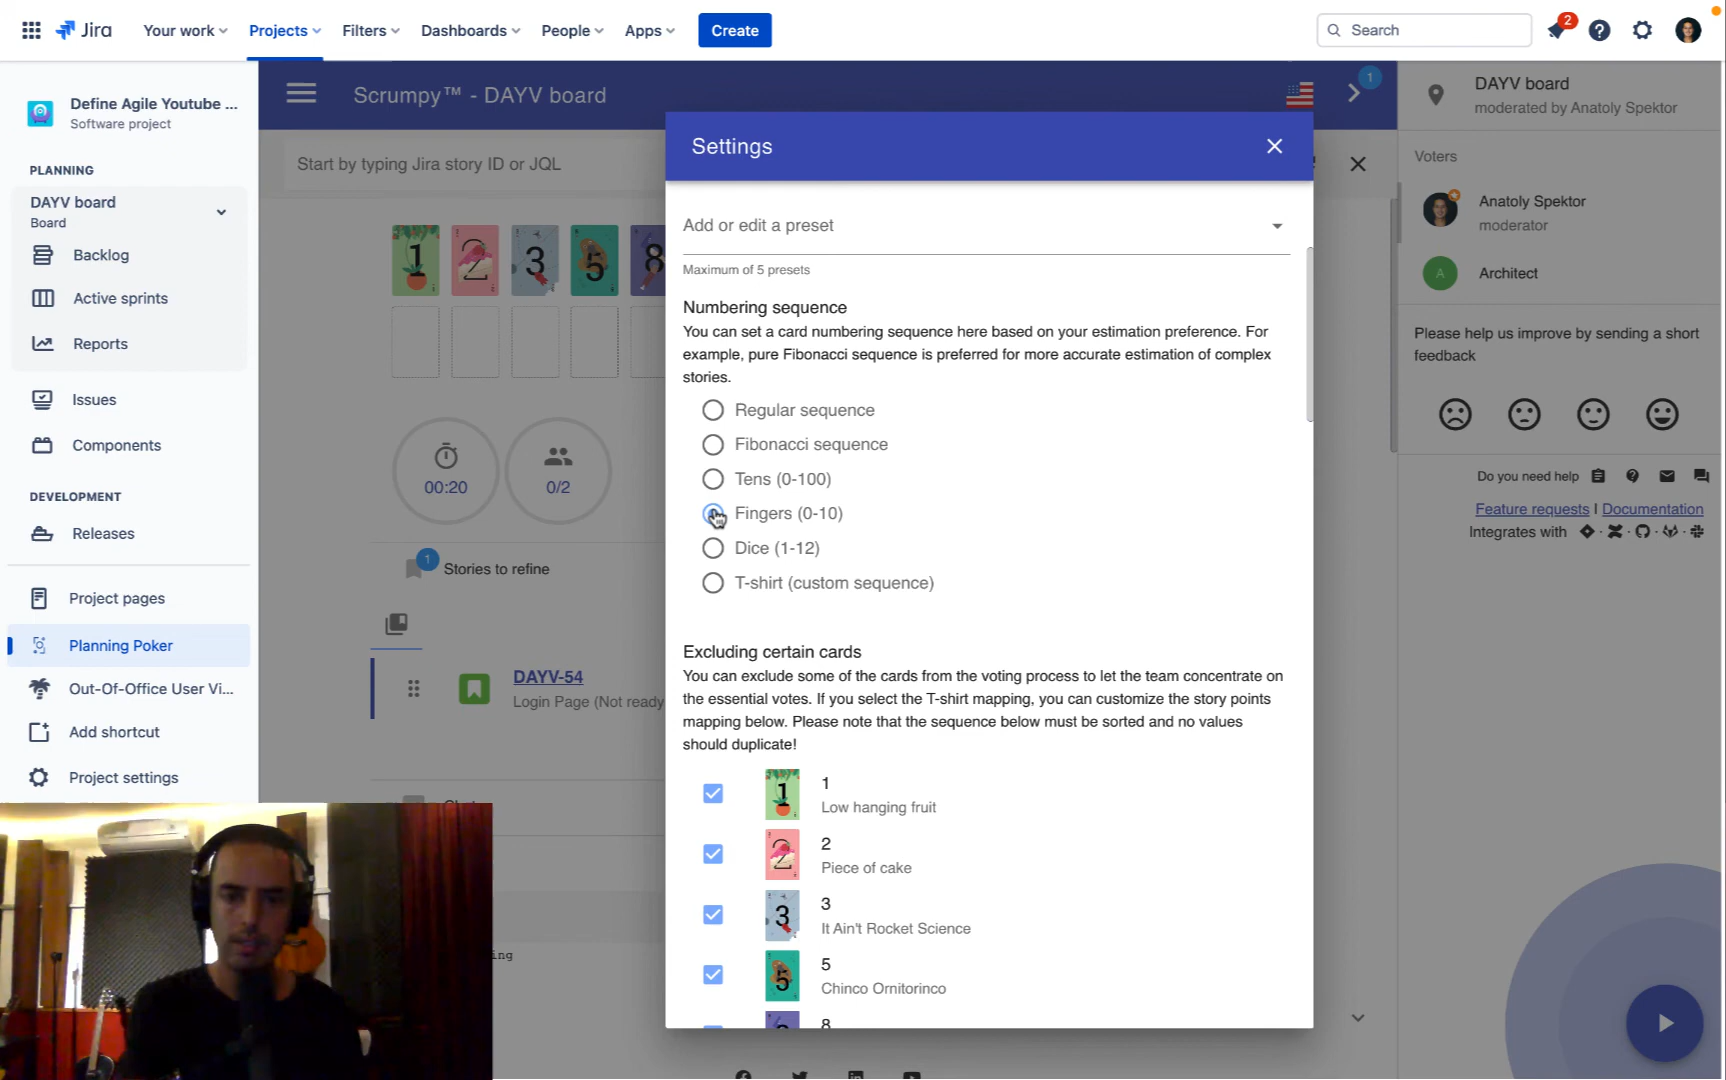 Jira
Your work
Projects
Filters
Dashboards
People
Apps
Create
Search
2
Define Agile Youtube ...
Software project
PLANNING
DAYV board
Board
Backlog
Active sprints
Reports
Issues
Components
DEVELOPMENT
Releases
Project pages
Planning Poker
Out-Of-Office User Vi...
Add shortcut
Project settings
Scrumpy™ - DAYV board
1
Start by typing Jira story ID or JQL
1
2
3
5
8
00:20
0/2
1
Stories to refine
DAYV-54
Login Page (Not ready
ing
Settings
Add or edit a preset
Maximum of 5 presets
Numbering sequence
You can set a card numbering sequence here based on your estimation preference. For
example, pure Fibonacci sequence is preferred for more accurate estimation of complex
stories.
Regular sequence
Fibonacci sequence
Tens (0-100)
Fingers (0-10)
Dice (1-12)
T-shirt (custom sequence)
Excluding certain cards
You can exclude some of the cards from the voting process to let the team concentrate on
the essential votes. If you select the T-shirt mapping, you can customize the story points
mapping below. Please note that the sequence below must be sorted and no values
should duplicate!
1
1
Low hanging fruit
2
2
Piece of cake
3
3
It Ain't Rocket Science
5
5
Chinco Ornitorinco
8
DAYV board
moderated by Anatoly Spektor
Voters
Anatoly Spektor
moderator
A
Architect
Please help us improve by sending a short
feedback
Do you need help
Feature requests | Documentation
Integrates with